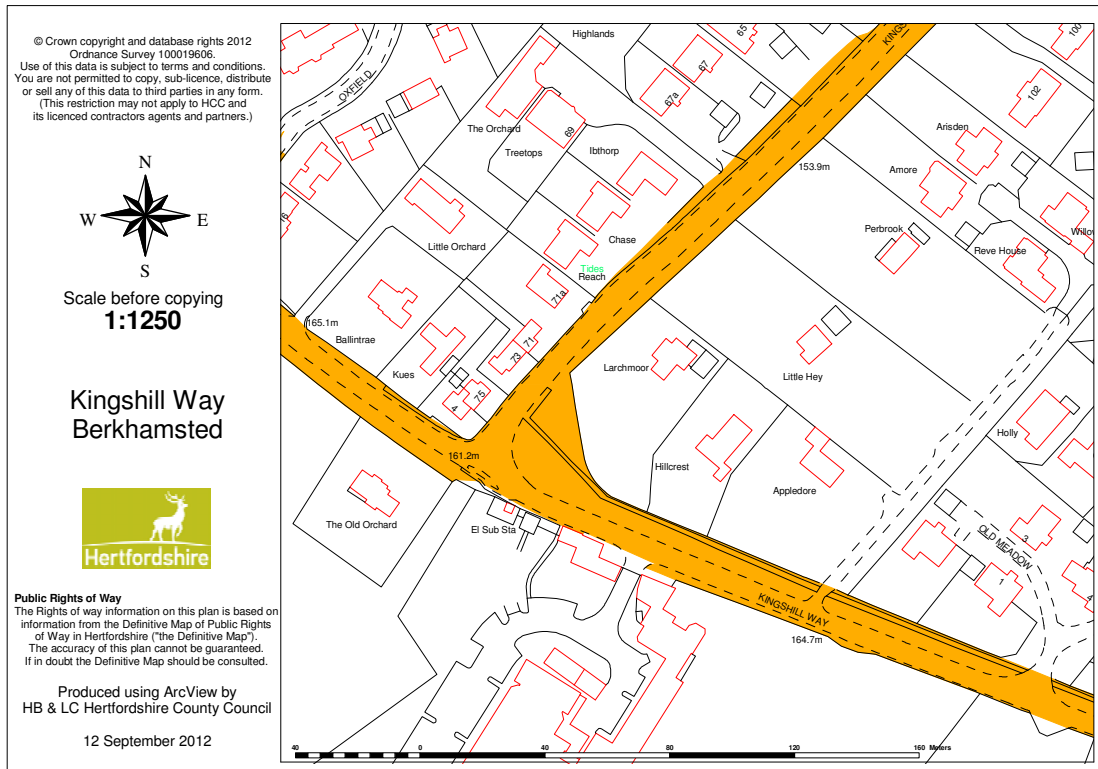 © Crown copyright and database rights 2012
Ordnance Survey 100019606.
Use of this data is subject to terms and conditions.
You are not permitted to copy, sub-licence, distribute
or sell any of this data to third parties in any form.
(This restriction may not apply to HCC and
its licenced contractors agents and partners.)
N
W E
S
Scale before copying
1:1250
Kingshill Way
Berkhamsted
Hertfordshire
Public Rights of Way
The Rights of way information on this plan is based on
information from the Definitive Map of Public Rights
of Way in Hertfordshire ("the Definitive Map").
The accuracy of this plan cannot be guaranteed.
If in doubt the Definitive Map should be consulted.
Produced using ArcView by
HB & LC Hertfordshire County Council
12 September 2012
Highlands
65
67
67a
100
102
OXFIELD
The Orchard
69
Treetops
Ibthorp
153.9m
Arisden
Amore
Perbrook
Reve House
16
Little Orchard
Chase
Tides
Reach
71a
165.1m
Ballintrae
Kues
71
73
75
4
Larchmoor
Little Hey
Holly
161.2m
Hillcrest
Appledore
The Old Orchard
El Sub Sta
OLD MEADOW
3
1
4
KINGSHILL WAY
164.7m
40 0 40 80 120 160 Meters